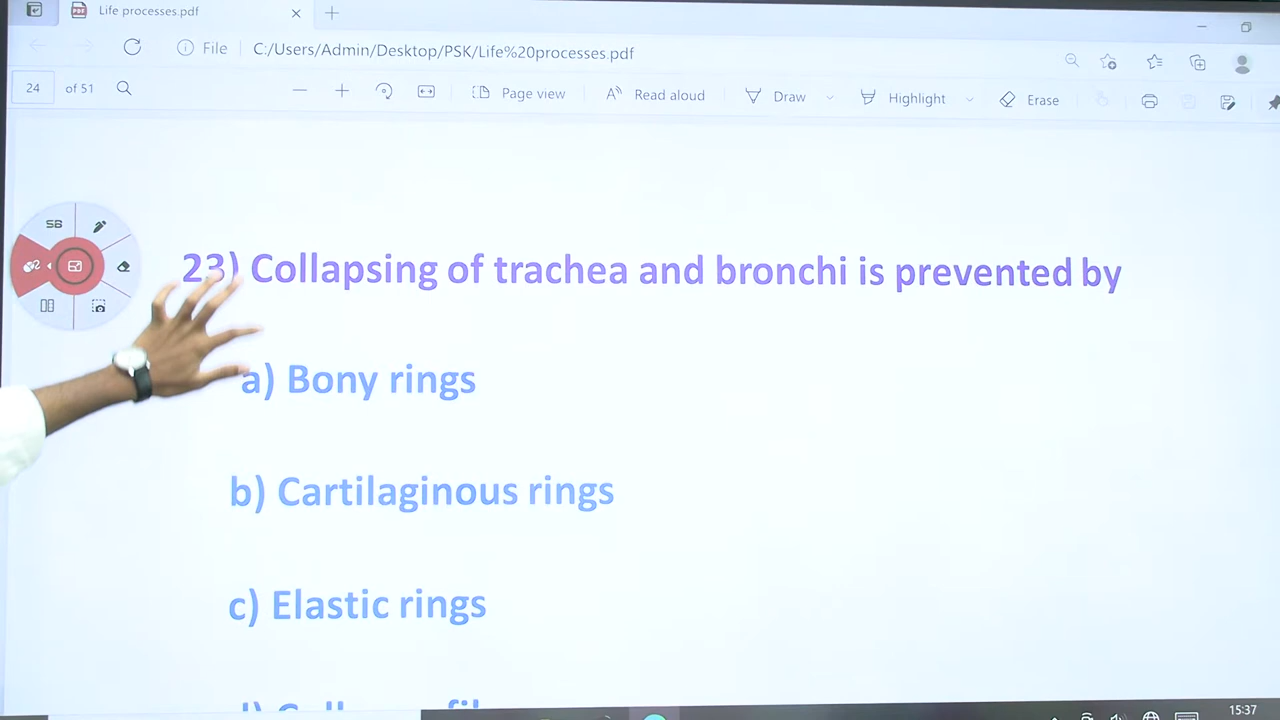 Life processes.pdf
File C:/Users/Admin/Desktop/PSK/Life%20processes.pdf
24 of 51 Page view Read aloud Draw Highlight Erase
SB
23) Collapsing of trachea and bronchi is prevented by
a) Bony rings
b) Cartilaginous rings
c) Elastic rings
15:37